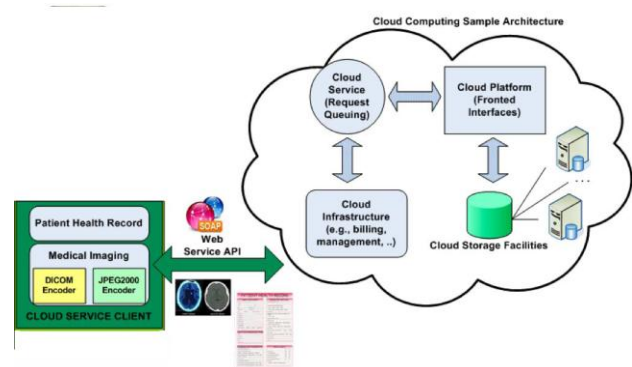 Cloud Computing Sample Architecture
Cloud
Service
(Request
Queuing)
Cloud Platform
(Fronted
Interfaces)
Cloud
Infrastructure
(e.g., billing,
management, ..)
...
Cloud Storage Facilities
Patient Health Record
Medical Imaging
DICOM
Encoder
JPEG2000
Encoder
CLOUD SERVICE CLIENT
SOAP
Web
Service API